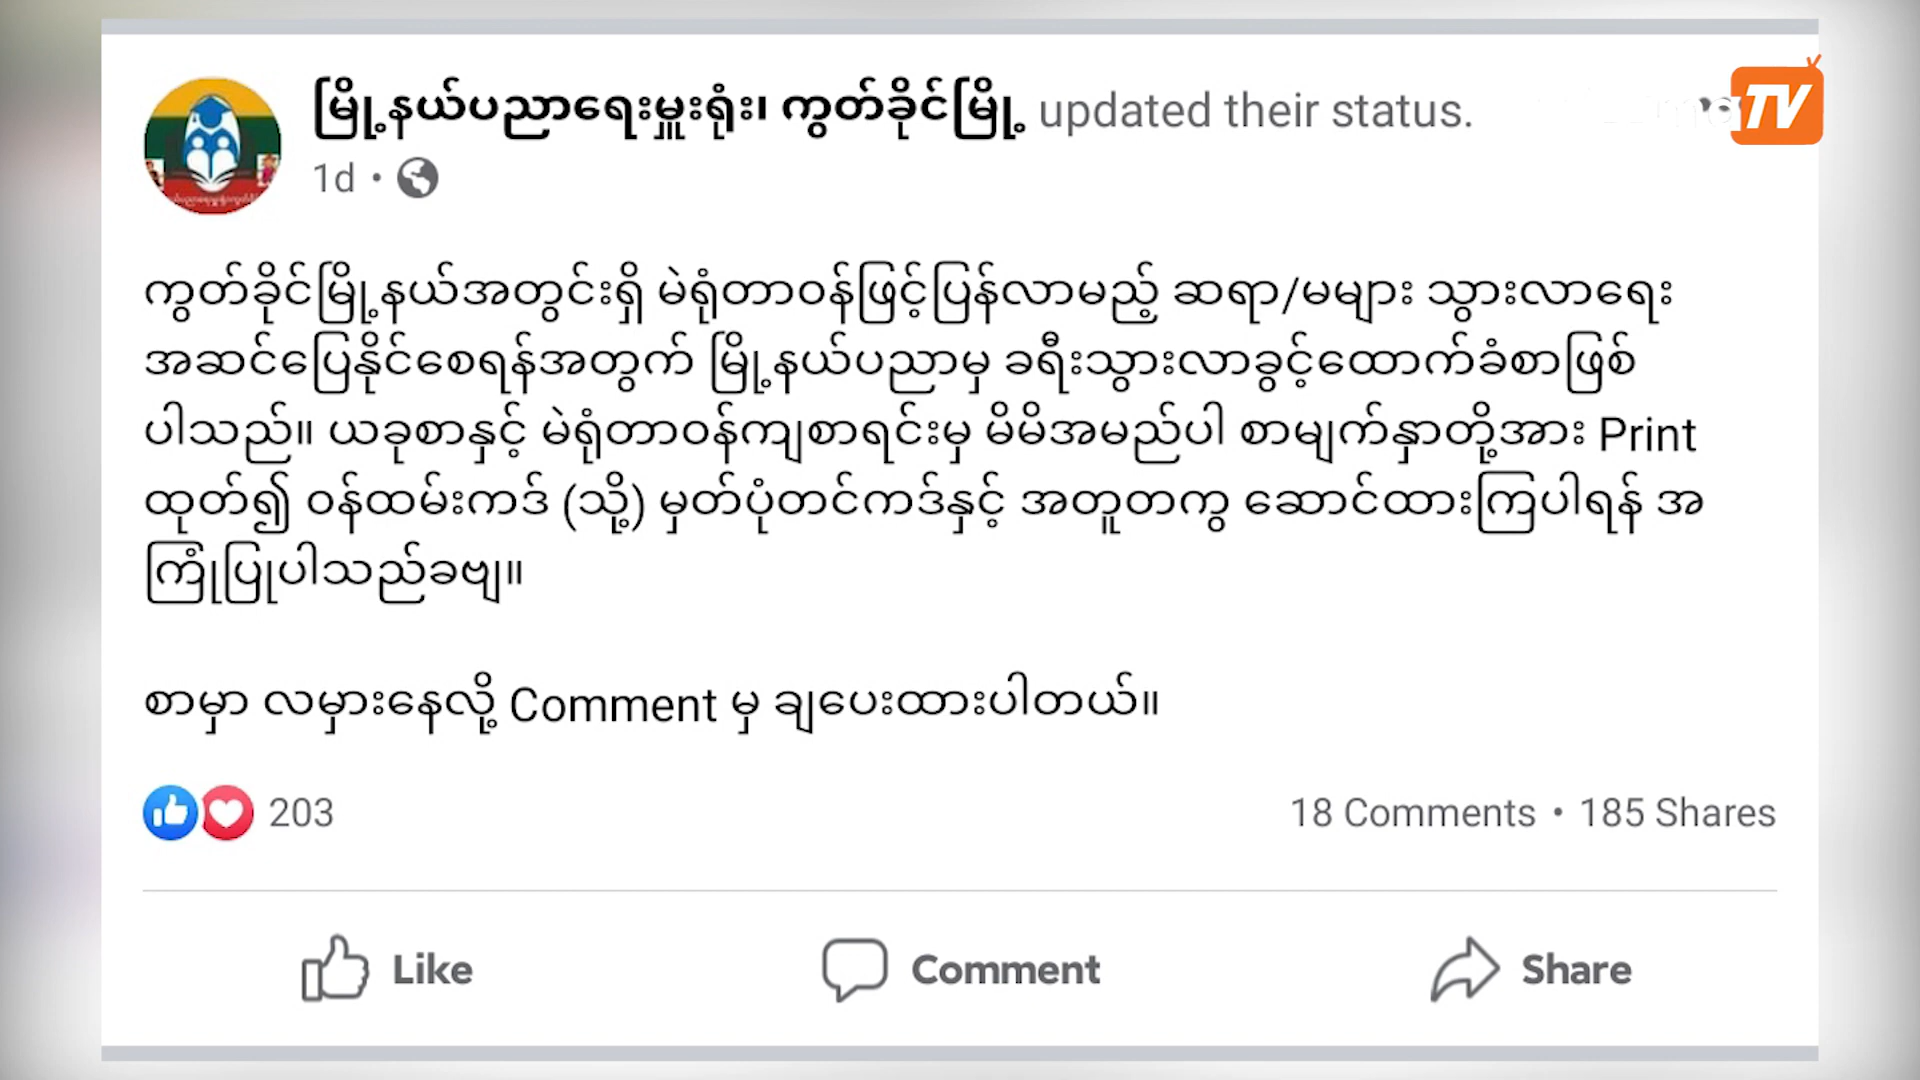 မြို့နယ်ပညာရေးမှူးရုံး၊ ကွတ်ခိုင်မြို့ updated their status.
TV
1d
ကွတ်ခိုင်မြို့နယ်အတွင်းရှိ မဲရုံတာဝန်ဖြင့်ပြန်လာမည့် ဆရာ/မများ သွားလာရေး
အဆင်ပြေနိုင်စေရန်အတွက် မြို့နယ်ပညာမှ ခရီးသွားလာခွင့်ထောက်ခံစာဖြစ်
ပါသည်။ ယခုစာနှင့် မဲရုံတာဝန်ကျစာရင်းမှ မိမိအမည်ပါ စာမျက်နှာတို့အား Print
ထုတ်၍ ဝန်ထမ်းကဒ် (သို့) မှတ်ပုံတင်ကဒ်နှင့် အတူတကွ ဆောင်ထားကြပါရန် အ
ကြံပြုပါသည်ခဗျ။
စာမှာ လမှားနေလို့ Comment မှ ချပေးထားပါတယ်။
203
18 Comments • 185 Shares
Like
Comment
Share